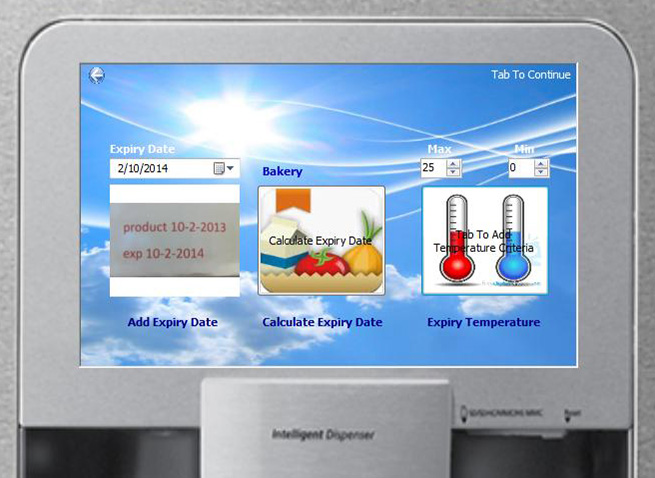 Tab To Continue
Expiry Date
Max
Min
2/10/2014
25
0
Bakery
product 10-2-2013
exp 10-2-2014
Calculate Expiry Date
Tab To Add
Temperature Criteria
Add Expiry Date
Calculate Expiry Date
Expiry Temperature
Intelligent Dispenser
Reset